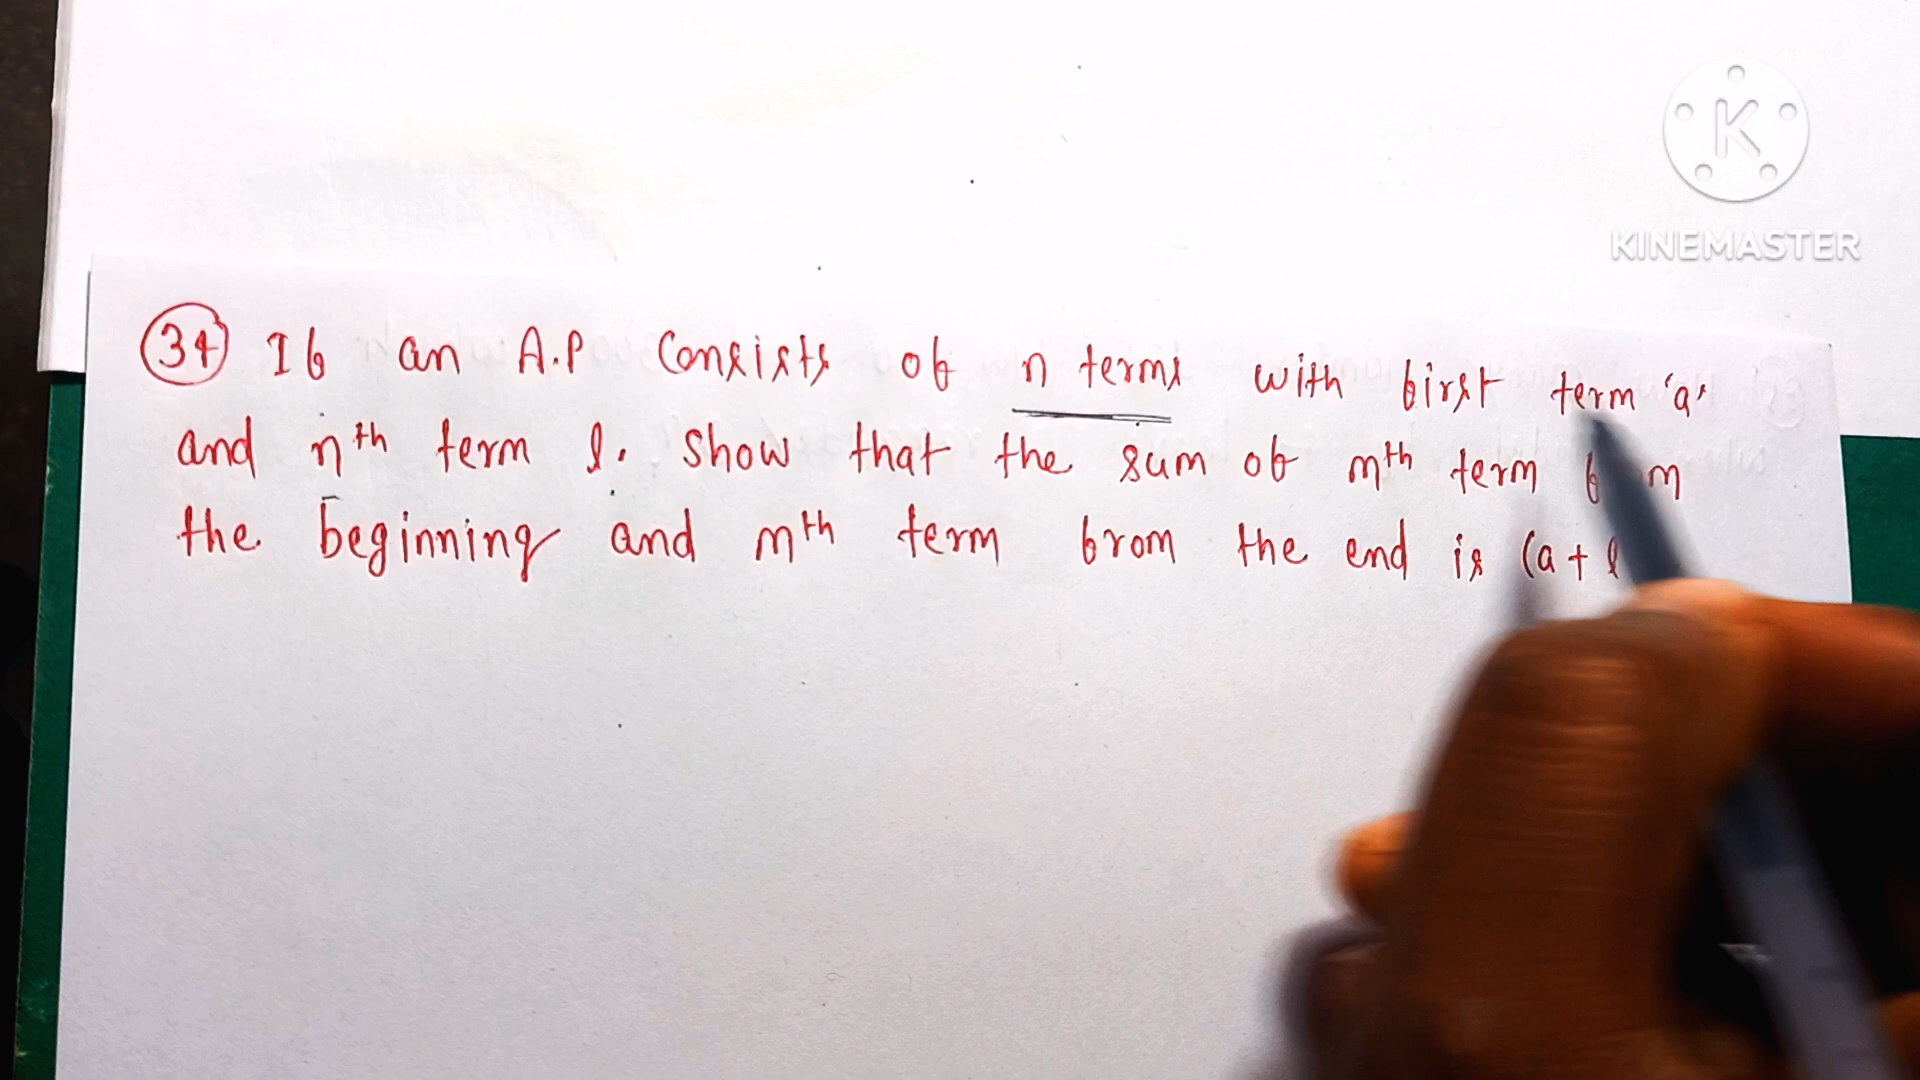 KINEMASTER
34 If an A.P Consists of n terms with first term 'a'
and nth term l. Show that the sum of mth term
the beginning and mth term from the end is (a + l